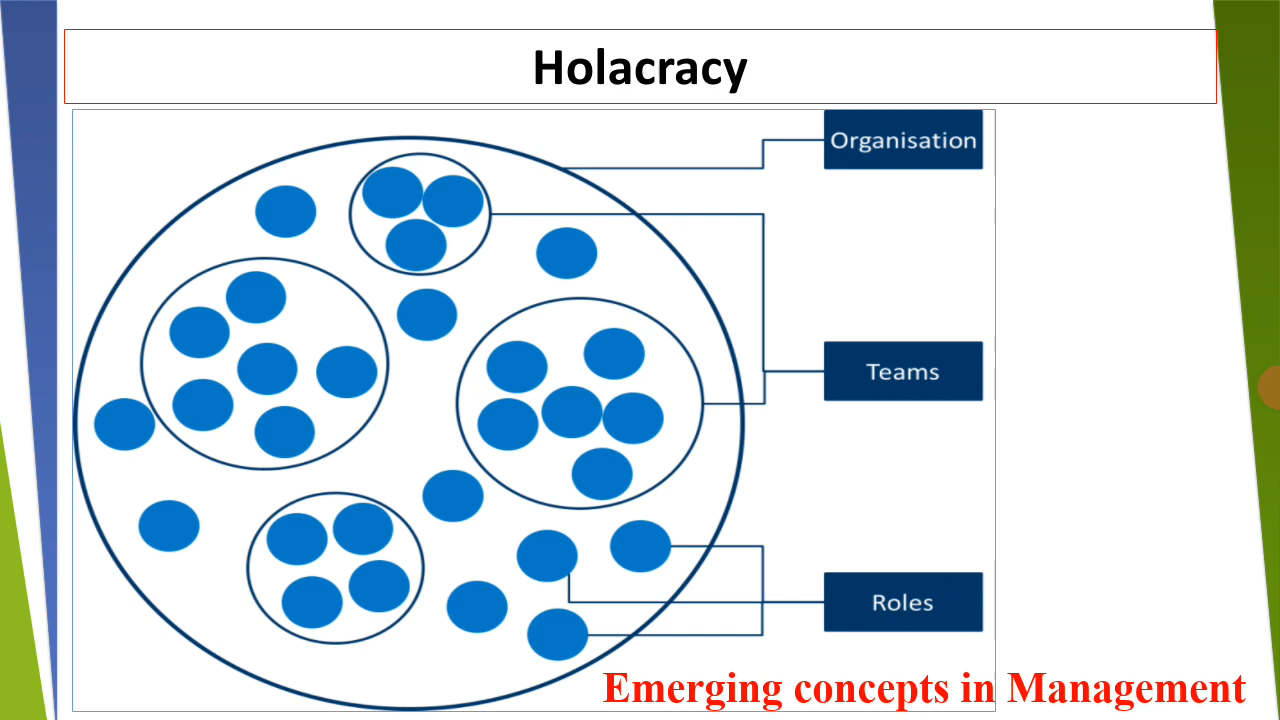 Holacracy
Organisation
Teams
Roles
Emerging concepts in Management